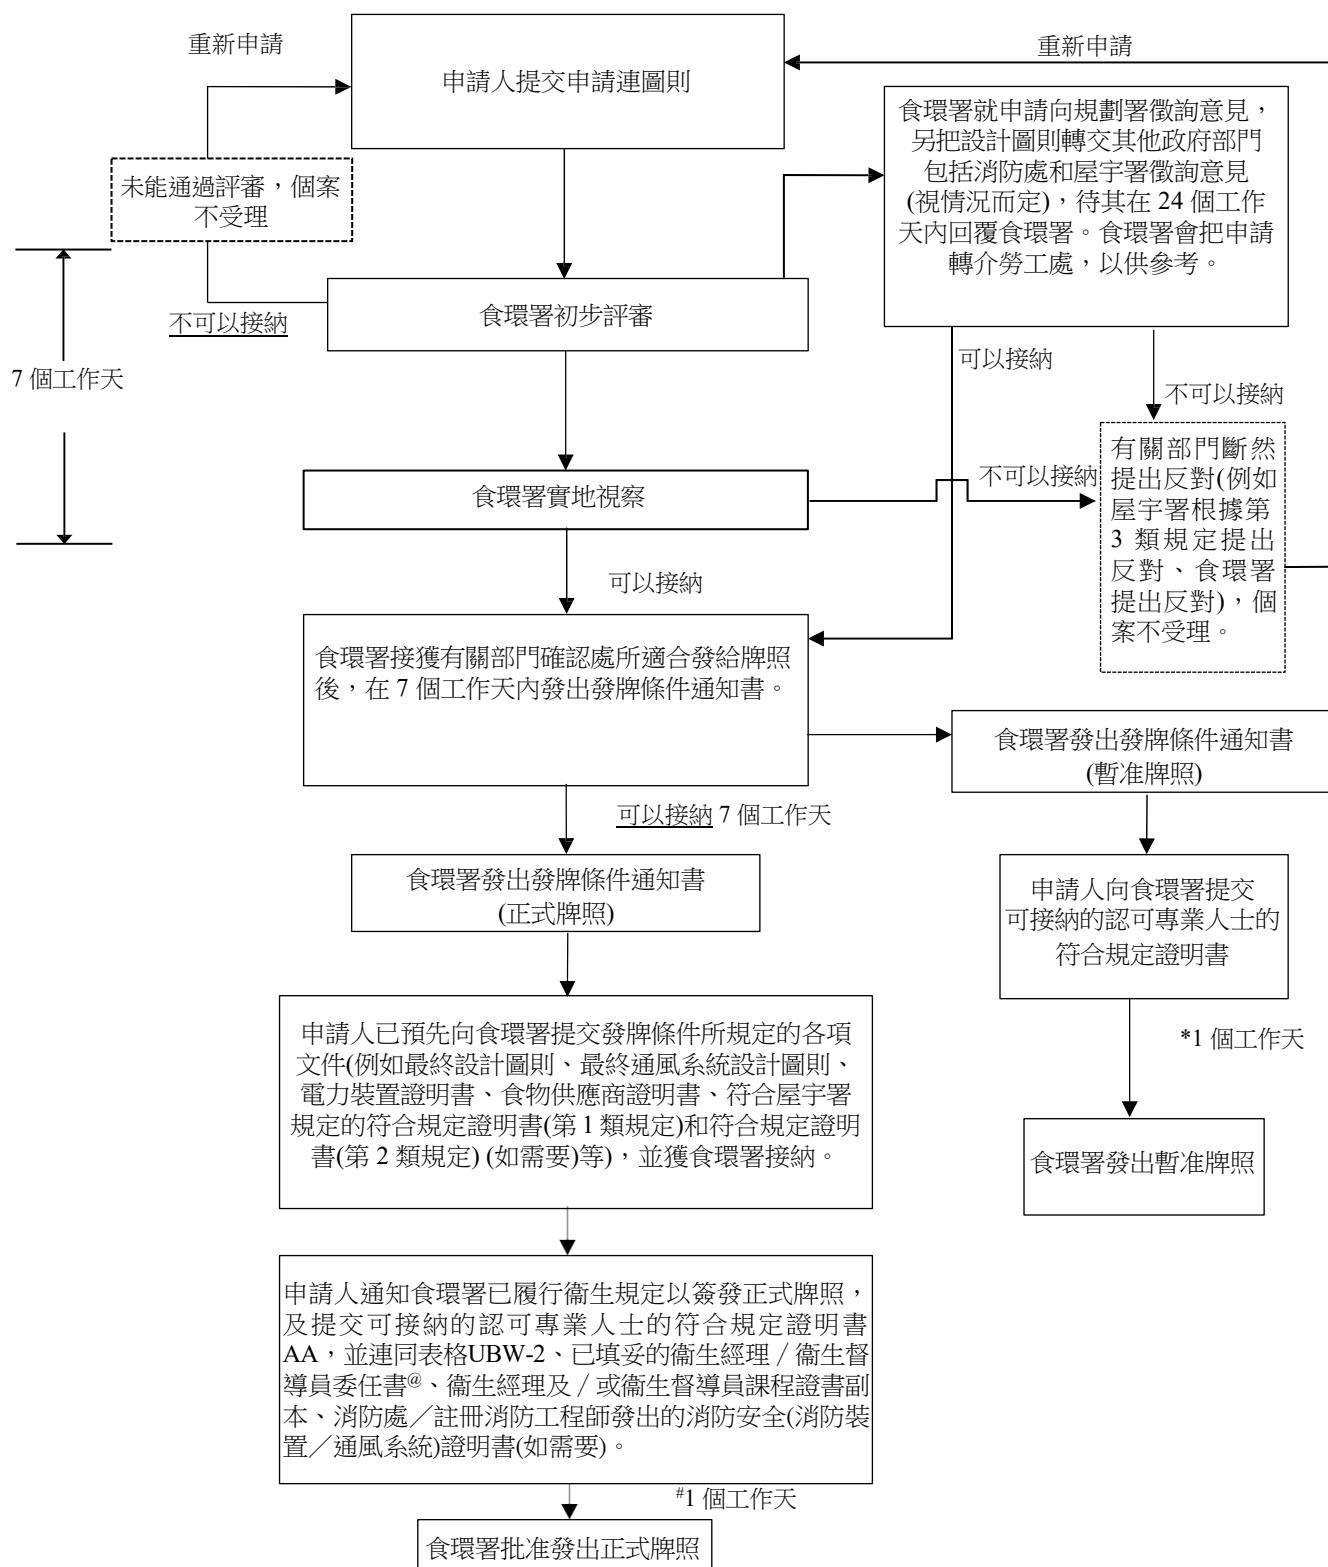 重新申請
重新申請
申請人提交申請連圖則
食環署就申請向規劃署徵詢意見，
另把設計圖則轉交其他政府部門
包括消防處和屋宇署徵詢意見
(視情況而定)，待其在 24 個工作
天內回覆食環署。食環署會把申請
轉介勞工處，以供參考。
未能通過評審，個案
不受理
食環署初步評審
不可以接納
7 個工作天
可以接納
不可以接納
食環署實地視察
不可以接納
有關部門斷然
提出反對(例如
屋宇署根據第
3 類規定提出
反對、食環署
提出反對)，個
案不受理。
可以接納
食環署接獲有關部門確認處所適合發給牌照
後，在 7 個工作天內發出發牌條件通知書。
食環署發出發牌條件通知書
(暫准牌照)
可以接納 7 個工作天
食環署發出發牌條件通知書
(正式牌照)
申請人向食環署提交
可接納的認可專業人士的
符合規定證明書
申請人已預先向食環署提交發牌條件所規定的各項
文件(例如最終設計圖則、最終通風系統設計圖則、
電力裝置證明書、食物供應商證明書、符合屋宇署
規定的符合規定證明書(第 1 類規定)和符合規定證明
書(第 2 類規定) (如需要)等)，並獲食環署接納。
*1 個工作天
食環署發出暫准牌照
申請人通知食環署已履行衞生規定以簽發正式牌照，
及提交可接納的認可專業人士的符合規定證明書
AA，並連同表格UBW-2、已填妥的衞生經理／衞生督
導員委任書@、衞生經理及／或衞生督導員課程證書副
本、消防處／註冊消防工程師發出的消防安全(消防裝
置／通風系統)證明書(如需要)。
#1 個工作天
食環署批准發出正式牌照